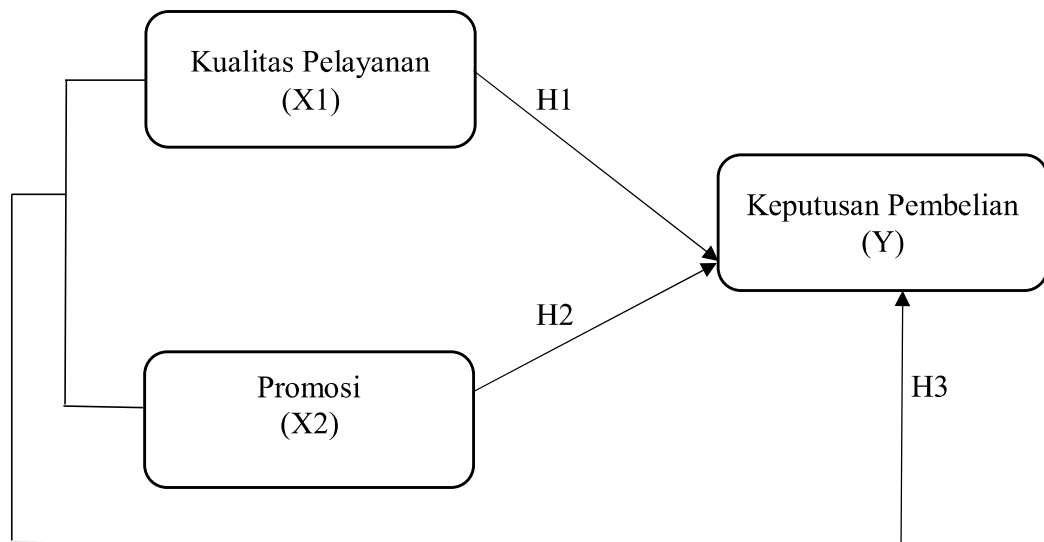 Kualitas Pelayanan
(X1)
H1
Keputusan Pembelian
(Y)
H2
Promosi
(X2)
H3